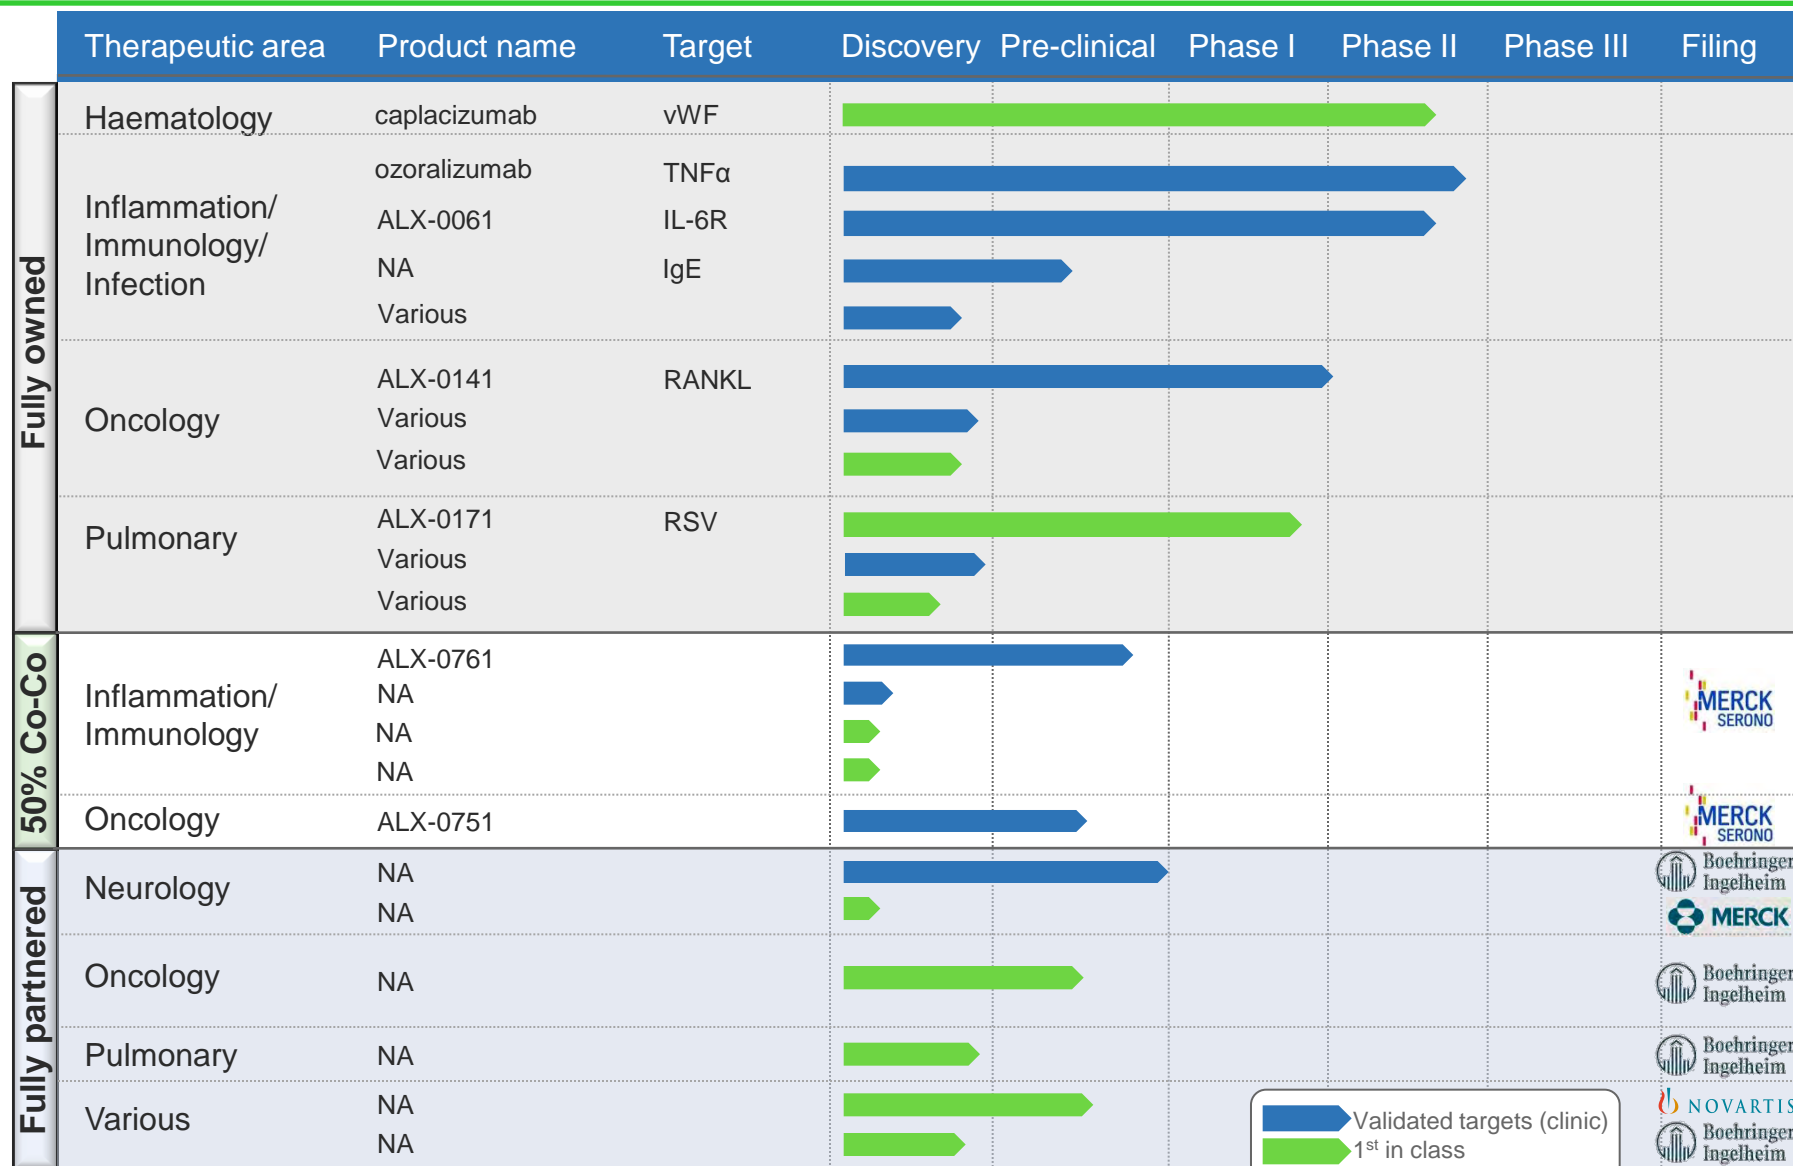 Therapeutic area Product name Target Discovery Pre-clinical Phase I Phase II Phase III Filing
Fully owned
Haematology caplacizumab vWF
Inflammation/
Immunology/
Infection
ozoralizumab TNFα
ALX-0061 IL-6R
NA IgE
Various
Oncology
ALX-0141 RANKL
Various
Various
Pulmonary
ALX-0171 RSV
Various
Various
50% Co-Co
Inflammation/
Immunology
ALX-0761
NA
NA
NA
MERCK
SERONO
Oncology ALX-0751
MERCK
SERONO
Fully partnered
Neurology
NA
NA
Boehringer
Ingelheim
MERCK
Oncology NA
Boehringer
Ingelheim
Pulmonary NA
Boehringer
Ingelheim
Various
NA
NA
NOVARTIS
Boehringer
Ingelheim
Validated targets (clinic)
1st in class